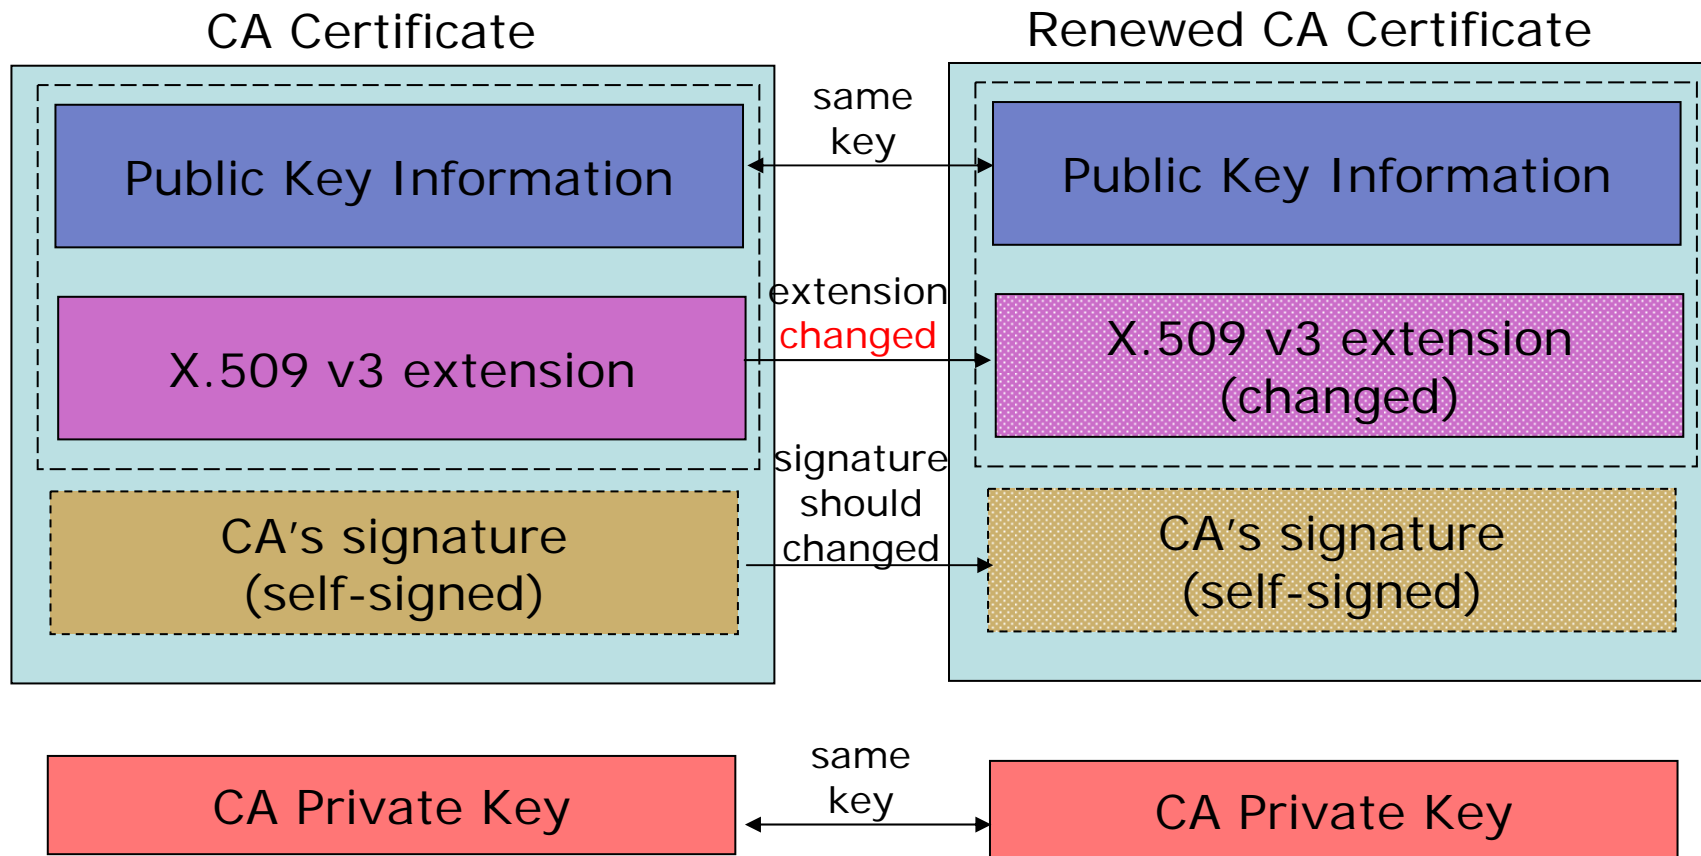 CA Certificate
Renewed CA Certificate
same
key
Public Key Information
Public Key Information
extension
changed
X.509 v3 extension
X.509 v3 extension
(changed)
signature
should
changed
CA's signature
(self-signed)
CA's signature
(self-signed)
same
key
CA Private Key
CA Private Key